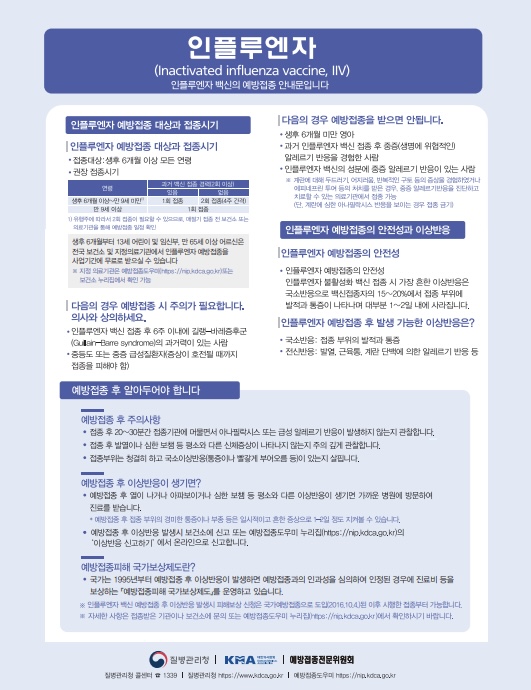 인플루엔자
(Inactivated influenza vaccine, IIV)
인플루엔자 백신의 예방접종 안내문입니다
인플루엔자 예방접종 대상과 접종시기
인플루엔자 예방접종 대상과 접종시기
• 접종대상: 생후 6개월 이상 모든 연령
• 권장 접종시기
연령 과거 백신 접종 경력(2회 이상)
있음 없음
생후 6개월 이상~만 9세 미만¹⁾ 1회 접종 2회 접종(4주 간격)
만 9세 이상 1회 접종
1) 유행주에 따라서 2회 접종이 필요할 수 있으므로, 매절기 접종 전 보건소 또는
의료기관을 통해 예방접종 일정 확인
생후 6개월부터 13세 어린이 및 임산부, 만 65세 이상 어르신은
전국 보건소 및 지정의료기관에서 인플루엔자 예방접종을
사업기간에 무료로 받으실 수 있습니다
※ 지정 의료기관은 예방접종도우미(https://nip.kdca.go.kr)또는
보건소 누리집에서 확인 가능
다음의 경우 예방접종 시 주의가 필요합니다.
의사와 상의하세요.
• 인플루엔자 백신 접종 후 6주 이내에 길랭-바레증후군
(Guillain-Barre syndrome)의 과거력이 있는 사람
• 중등도 또는 중증 급성질환자(증상이 호전될 때까지
접종을 피해야 함)
다음의 경우 예방접종을 받으면 안됩니다.
• 생후 6개월 미만 영아
• 과거 인플루엔자 백신 접종 후 중증(생명에 위협적인)
알레르기 반응을 경험한 사람
• 인플루엔자 백신의 성분에 중증 알레르기 반응이 있는 사람
※ 계란에 대해 두드러기, 어지러움, 반복적인 구토 등의 증상을 경험하였거나
에피네프린 투여 등의 처치를 받은 경우, 중증 알레르기반응을 진단하고
치료할 수 있는 의료기관에서 접종 가능
(단, 계란에 심한 아나필락시스 반응을 보이는 경우 접종 금기)
인플루엔자 예방접종의 안전성과 이상반응
인플루엔자 예방접종의 안전성
• 인플루엔자 예방접종의 안전성
인플루엔자 불활성화 백신 접종 시 가장 흔한 이상반응은
국소반응으로 백신접종자의 15~20%에서 접종 부위에
발적과 통증이 나타나며 대부분 1~2일 내에 사라집니다.
인플루엔자 예방접종 후 발생 가능한 이상반응은?
• 국소반응: 접종 부위의 발적과 통증
• 전신반응: 발열, 근육통, 계란 단백에 의한 알레르기 반응 등
예방접종 후 알아두어야 합니다
예방접종 후 주의사항
• 접종 후 20~30분간 접종기관에 머물면서 아나필락시스 또는 급성 알레르기 반응이 발생하지 않는지 관찰합니다.
• 접종 후 발열이나 심한 보챔 등 평소와 다른 신체증상이 나타나지 않는지 주의 깊게 관찰합니다.
• 접종부위는 청결히 하고 국소이상반응(통증이나 빨갛게 부어오름 등)이 있는지 살핍니다.
예방접종 후 이상반응이 생기면?
• 예방접종 후 열이 나거나 아파보이거나 심한 보챔 등 평소와 다른 이상반응이 생기면 가까운 병원에 방문하여
진료를 받습니다.
* 예방접종 후 접종 부위의 경미한 통증이나 부종 등은 일시적이고 흔한 증상으로 1~2일 정도 지켜볼 수 있습니다.
• 예방접종 후 이상반응 발생시 보건소에 신고 또는 예방접종도우미 누리집(https://nip.kdca.go.kr)의
'이상반응 신고하기' 에서 온라인으로 신고합니다.
예방접종피해 국가보상제도란?
• 국가는 1995년부터 예방접종 후 이상반응이 발생하면 예방접종과의 인과성을 심의하여 인정된 경우에 진료비 등을
보상하는 「예방접종피해 국가보상제도」를 운영하고 있습니다.
※ 인플루엔자 백신 예방접종 후 이상반응 발생시 피해보상 신청은 국가예방접종으로 도입(2016.10.4.)된 이후 시행한 접종부터 가능합니다.
※ 자세한 사항은 접종받은 기관이나 보건소에 문의 또는 예방접종도우미 누리집(https://nip.kdca.go.kr)에서 확인하시기 바랍니다.
질병관리청 KMA 예방접종전문위원회
질병관리청 콜센터 ☎ 1339 질병관리청 https://www.kdca.go.kr 예방접종도우미 https://nip.kdca.go.kr